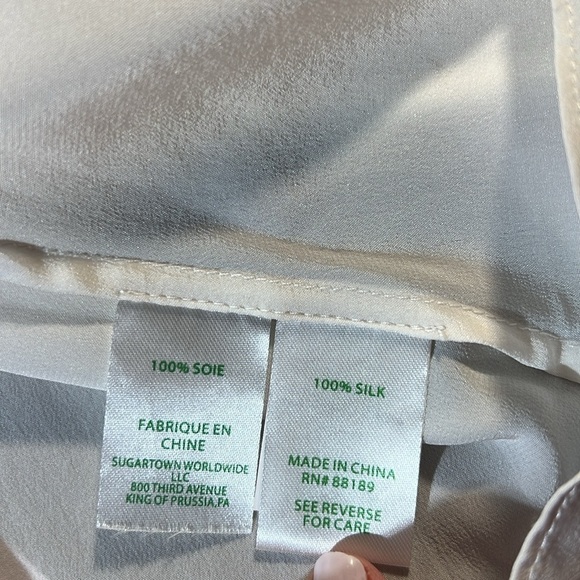 100% SOIE
FABRIQUE EN
CHINE
SUGARTOWN WORLDWIDE
LLC
800 THIRD AVENUE
KING OF PRUSSIA,PA
100% SILK
MADE IN CHINA
RN# 88189
SEE REVERSE
FOR CARE